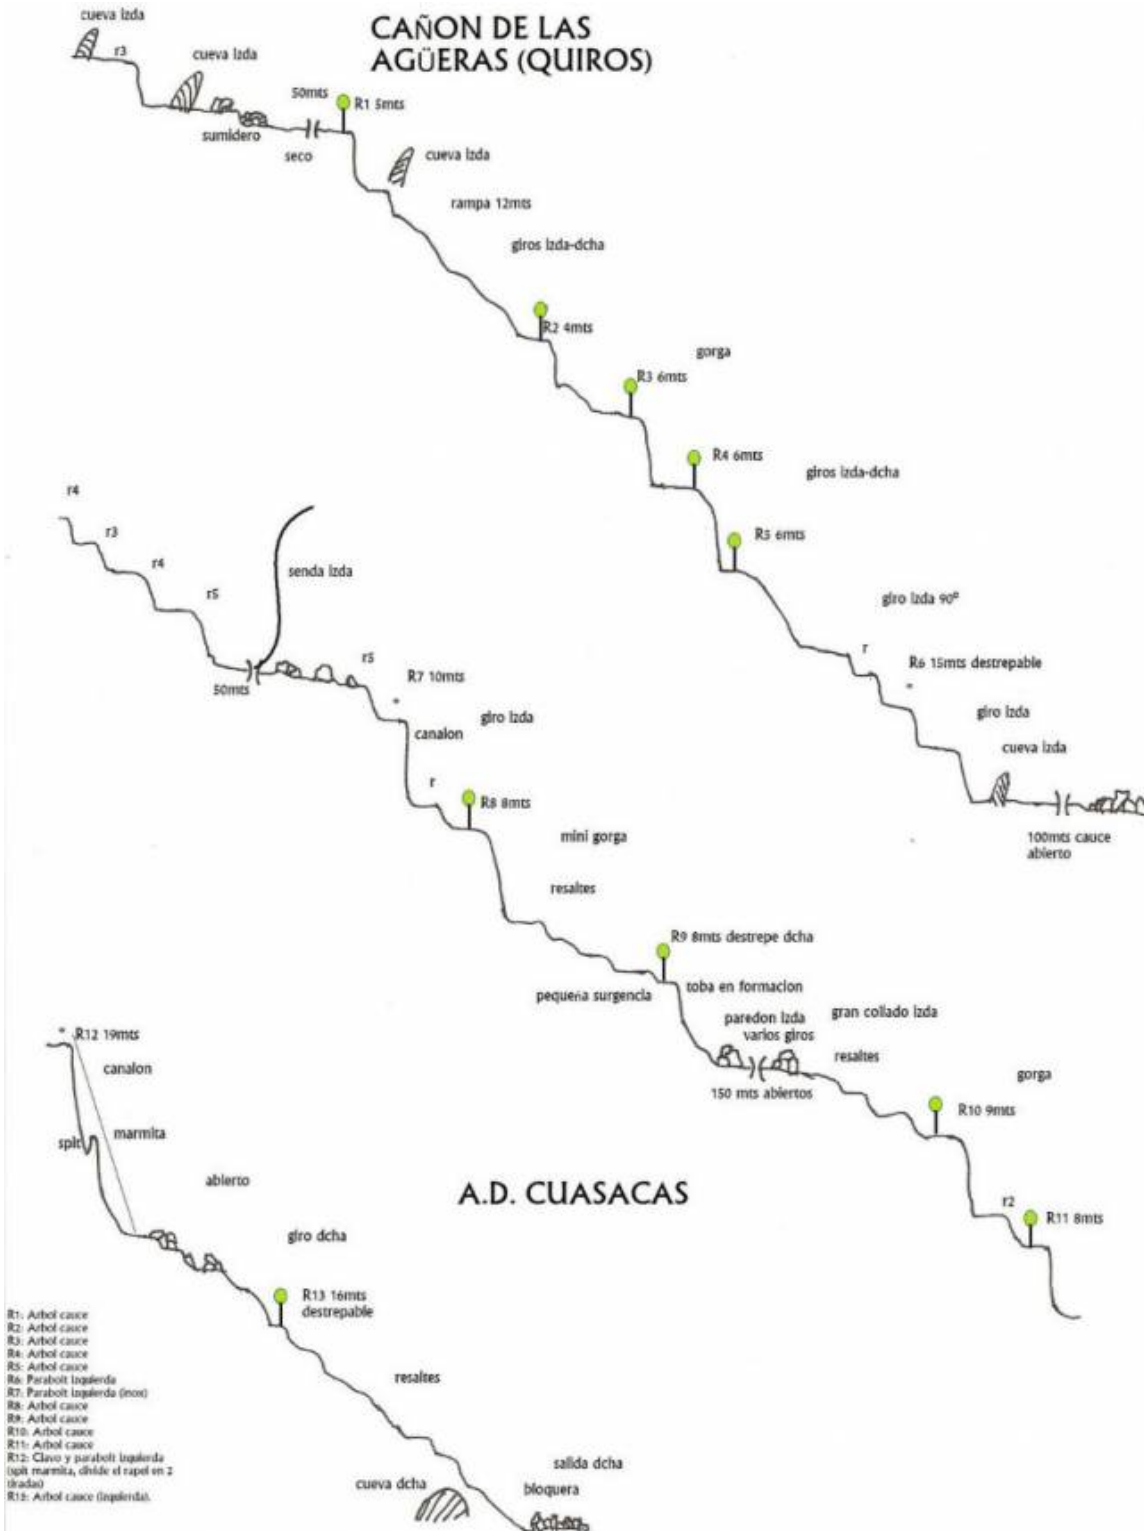 CAÑON DE LAS
AGÜERAS (QUIROS)
cueva Izda
r3
cueva Izda
sumidero
50mts
seco
R1 5mts
cueva Izda
rampa 12mts
giros Izda-dcha
R2 4mts
gorga
R3 6mts
R4 6mts
giros Izda-dcha
R5 6mts
giro Izda 90º
r
R6 15mts destrepable
giro Izda
cueva Izda
100mts cauce
abierto
r4
r3
r4
r5
senda Izda
50mts
r5
R7 10mts
canalon
giro Izda
r
R8 8mts
mini gorga
resaltes
R9 8mts destrepe dcha
pequeña surgencia
toba en formacion
paredon Izda
varios giros
gran collado Izda
resaltes
150 mts abiertos
gorga
R10 9mts
r2
R11 8mts
R12 19mts
canalon
spit
marmita
abierto
A.D. CUASACAS
giro dcha
R13 16mts
destrepable
resaltes
salida dcha
cueva dcha
bloquera
R1: Arbol cauce
R2: Arbol cauce
R3: Arbol cauce
R4: Arbol cauce
R5: Arbol cauce
R6: Parabolt Izquierda
R7: Parabolt Izquierda (inox)
R8: Arbol cauce
R9: Arbol cauce
R10: Arbol cauce
R11: Arbol cauce
R12: Clavo y parabolt Izquierda
(spit marmita, divide el rapel en 2
tiradas)
R13: Arbol cauce (Izquierda).